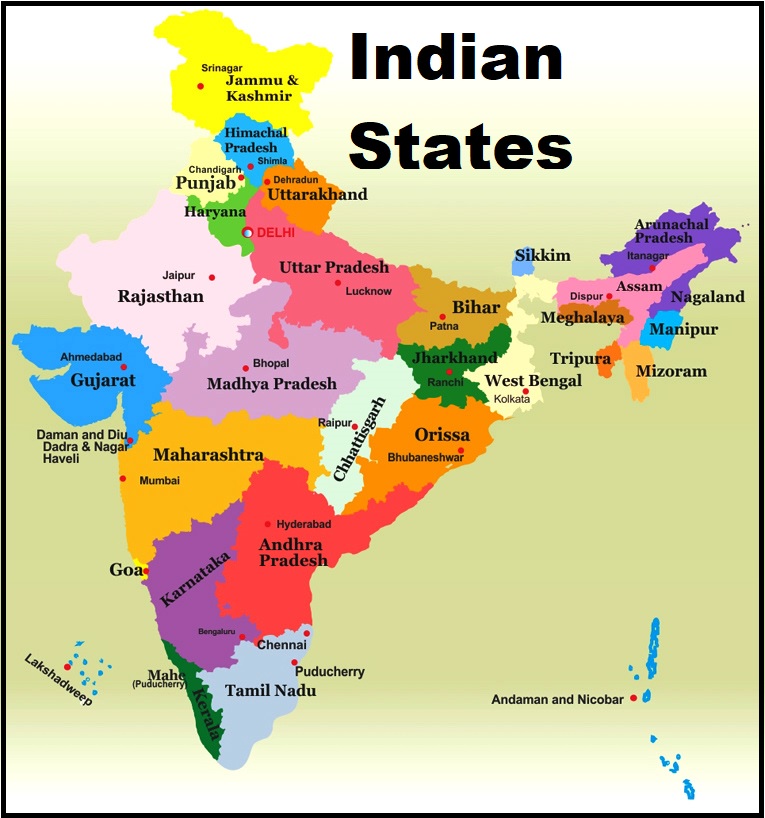 Indian
States
Srinagar
Jammu &
Kashmir
Himachal
Pradesh
Shimla
Chandigarh
Punjab
Dehradun
Uttarakhand
Haryana
DELHI
Arunachal
Pradesh
Itanagar
Sikkim
Uttar Pradesh
Jaipur
Rajasthan
Lucknow
Assam
Dispur
Nagaland
Bihar
Patna
Meghalaya
Manipur
Ahmedabad
Gujarat
Bhopal
Madhya Pradesh
Jharkhand
Ranchi
Tripura
Mizoram
West Bengal
Kolkata
Raipur
Chhattisgarh
Orissa
Bhubaneshwar
Daman and Diu
Dadra & Nagar
Haveli
Maharashtra
Mumbai
Hyderabad
Andhra
Pradesh
Goa
Karnataka
Bengaluru
Chennai
Puducherry
Lakshadweep
Mahe
(Puducherry)
Kerala
Tamil Nadu
Andaman and Nicobar